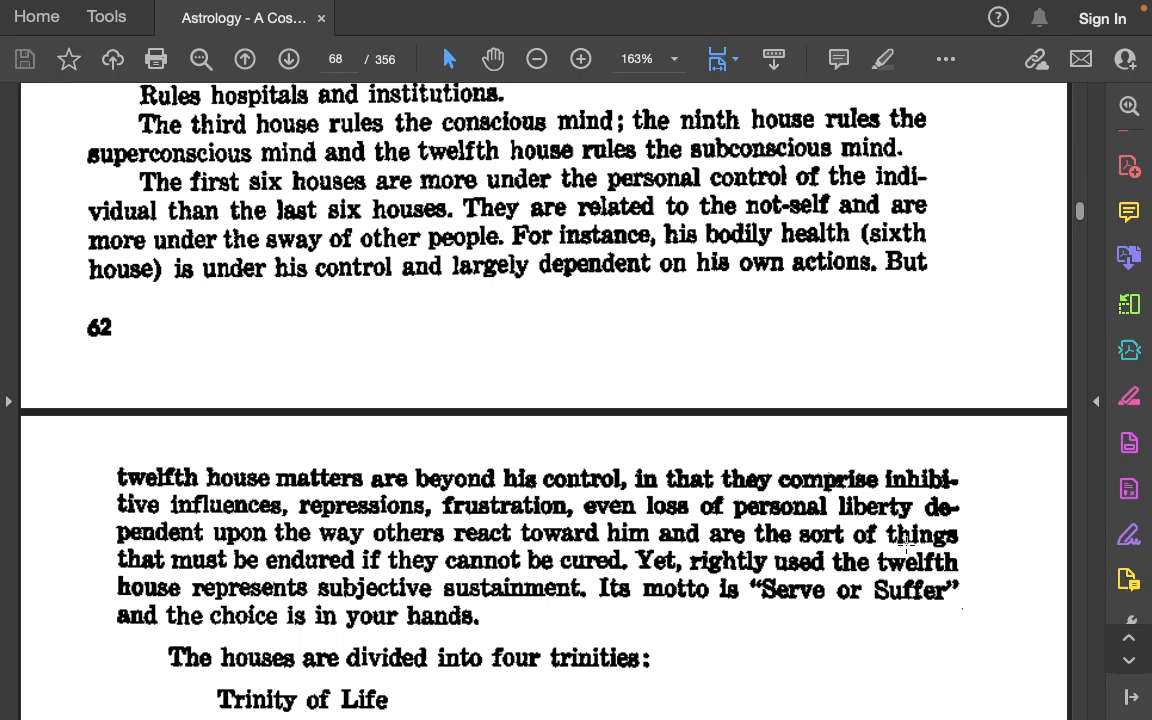 Home Tools Astrology - A Cos... × Sign In
68 / 356 163%
Rules hospitals and institutions.
The third house rules the conscious mind; the ninth house rules the
superconscious mind and the twelfth house rules the subconscious mind.
The first six houses are more under the personal control of the indi-
vidual than the last six houses. They are related to the not-self and are
more under the sway of other people. For instance, his bodily health (sixth
house) is under his control and largely dependent on his own actions. But
62
twelfth house matters are beyond his control, in that they comprise inhibi-
tive influences, repressions, frustration, even loss of personal liberty de-
pendent upon the way others react toward him and are the sort of things
that must be endured if they cannot be cured. Yet, rightly used the twelfth
house represents subjective sustainment. Its motto is "Serve or Suffer"
and the choice is in your hands.
The houses are divided into four trinities:
Trinity of Life